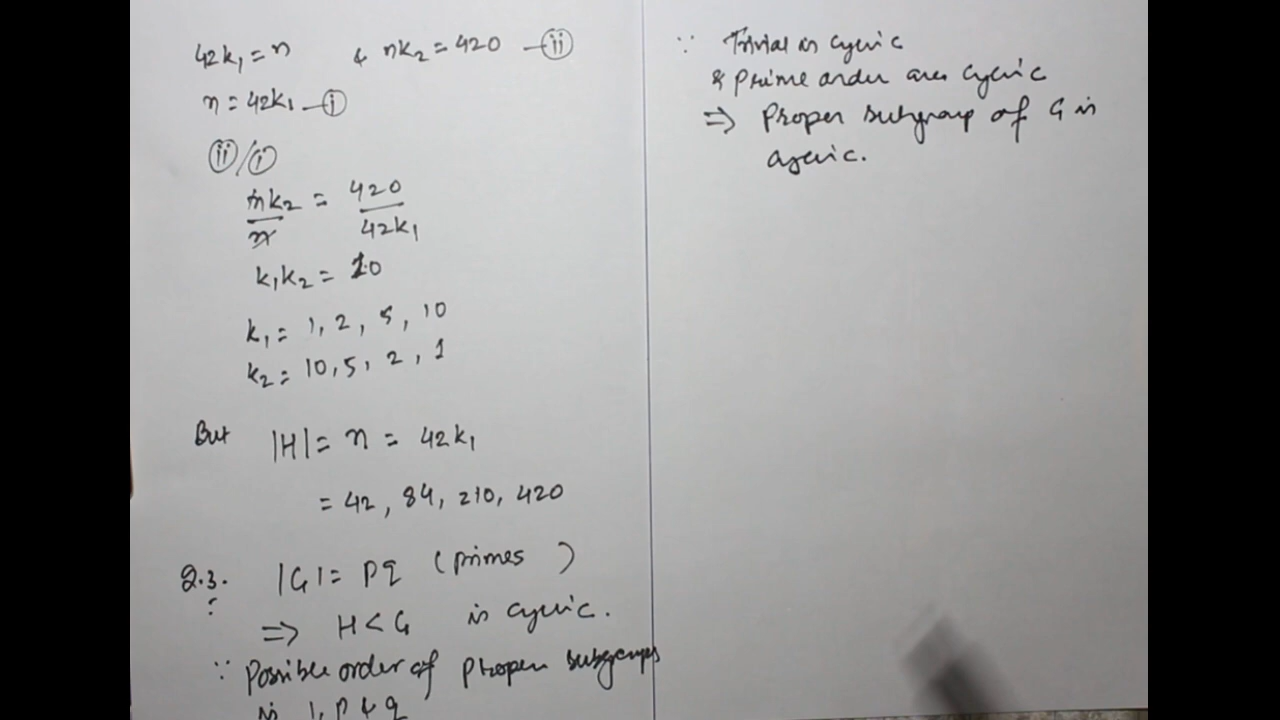 42k₁ = n & nk₂ = 420 — (ii)
n = 42k₁ — (i)
(ii)/(i)
nk₂/n = 420/42k₁
k₁k₂ = 10
k₁ = 1, 2, 5, 10
k₂ = 10, 5, 2, 1
But |H| = n = 42k₁
= 42, 84, 210, 420
Q.3. |G| = pq (primes )
⇒ H < G is cyclic.
∵ Possible order of proper subgroups
is 1, p & q
∵ Trivial is cyclic
& prime order are cyclic
⇒ Proper subgroup of G is
cyclic.